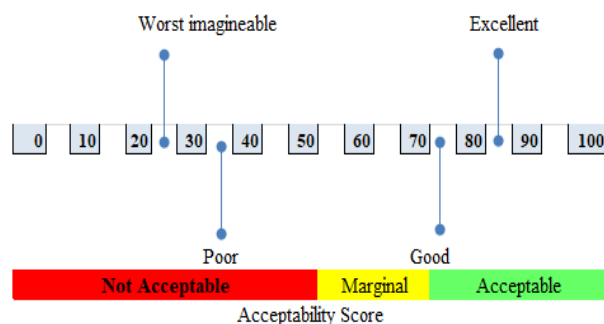 Worst imagineable Excellent
0 10 20 30 40 50 60 70 80 90 100
Poor Good
Not Acceptable Marginal Acceptable
Acceptability Score